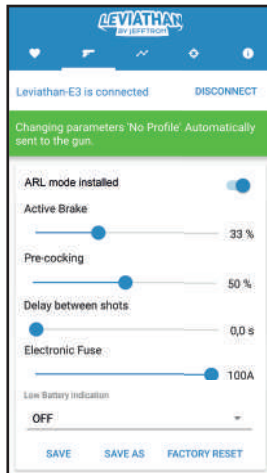 LEVIATHAN
BY JEFFTRON
Leviathan-E3 is connected DISCONNECT
Changing parameters 'No Profile' Automatically
sent to the gun.
ARL mode installed
Active Brake
33 %
Pre-cocking
50 %
Delay between shots
0,0 s
Electronic Fuse
100A
Low Battery indication
OFF
SAVE SAVE AS FACTORY RESET